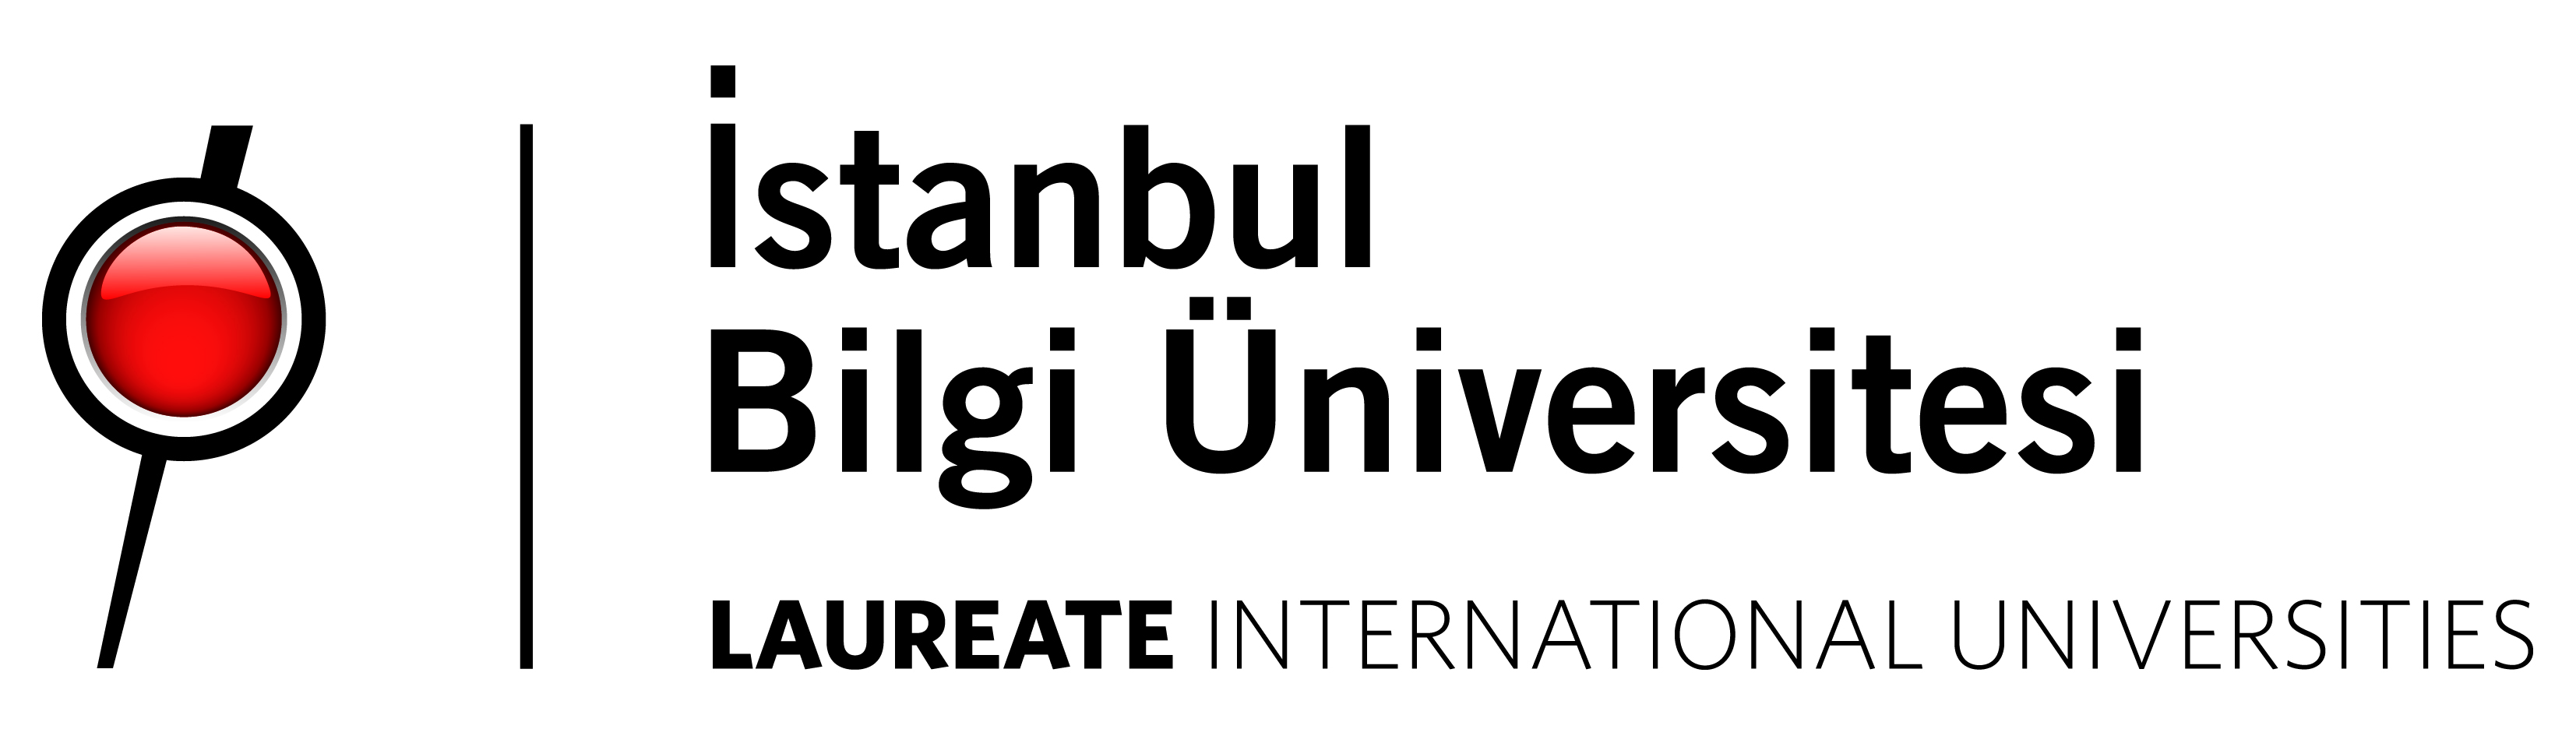 İstanbul
Bilgi Üniversitesi
LAUREATE INTERNATIONAL UNIVERSITIES